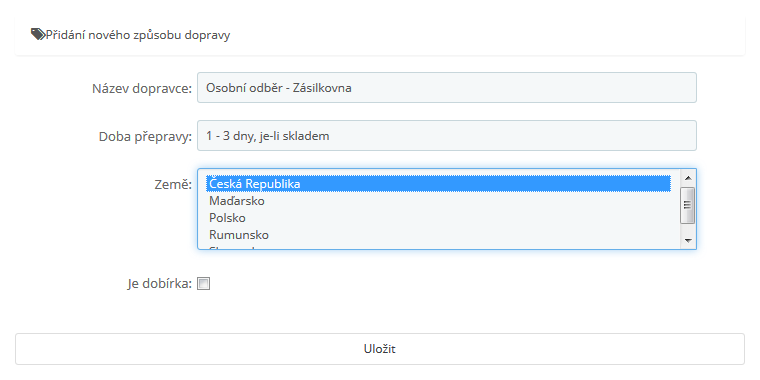 Přidání nového způsobu dopravy
Název dopravce: Osobní odběr - Zásilkovna
Doba přepravy: 1 - 3 dny, je-li skladem
Země: Česká Republika
Maďarsko
Polsko
Rumunsko
Je dobírka:
Uložit